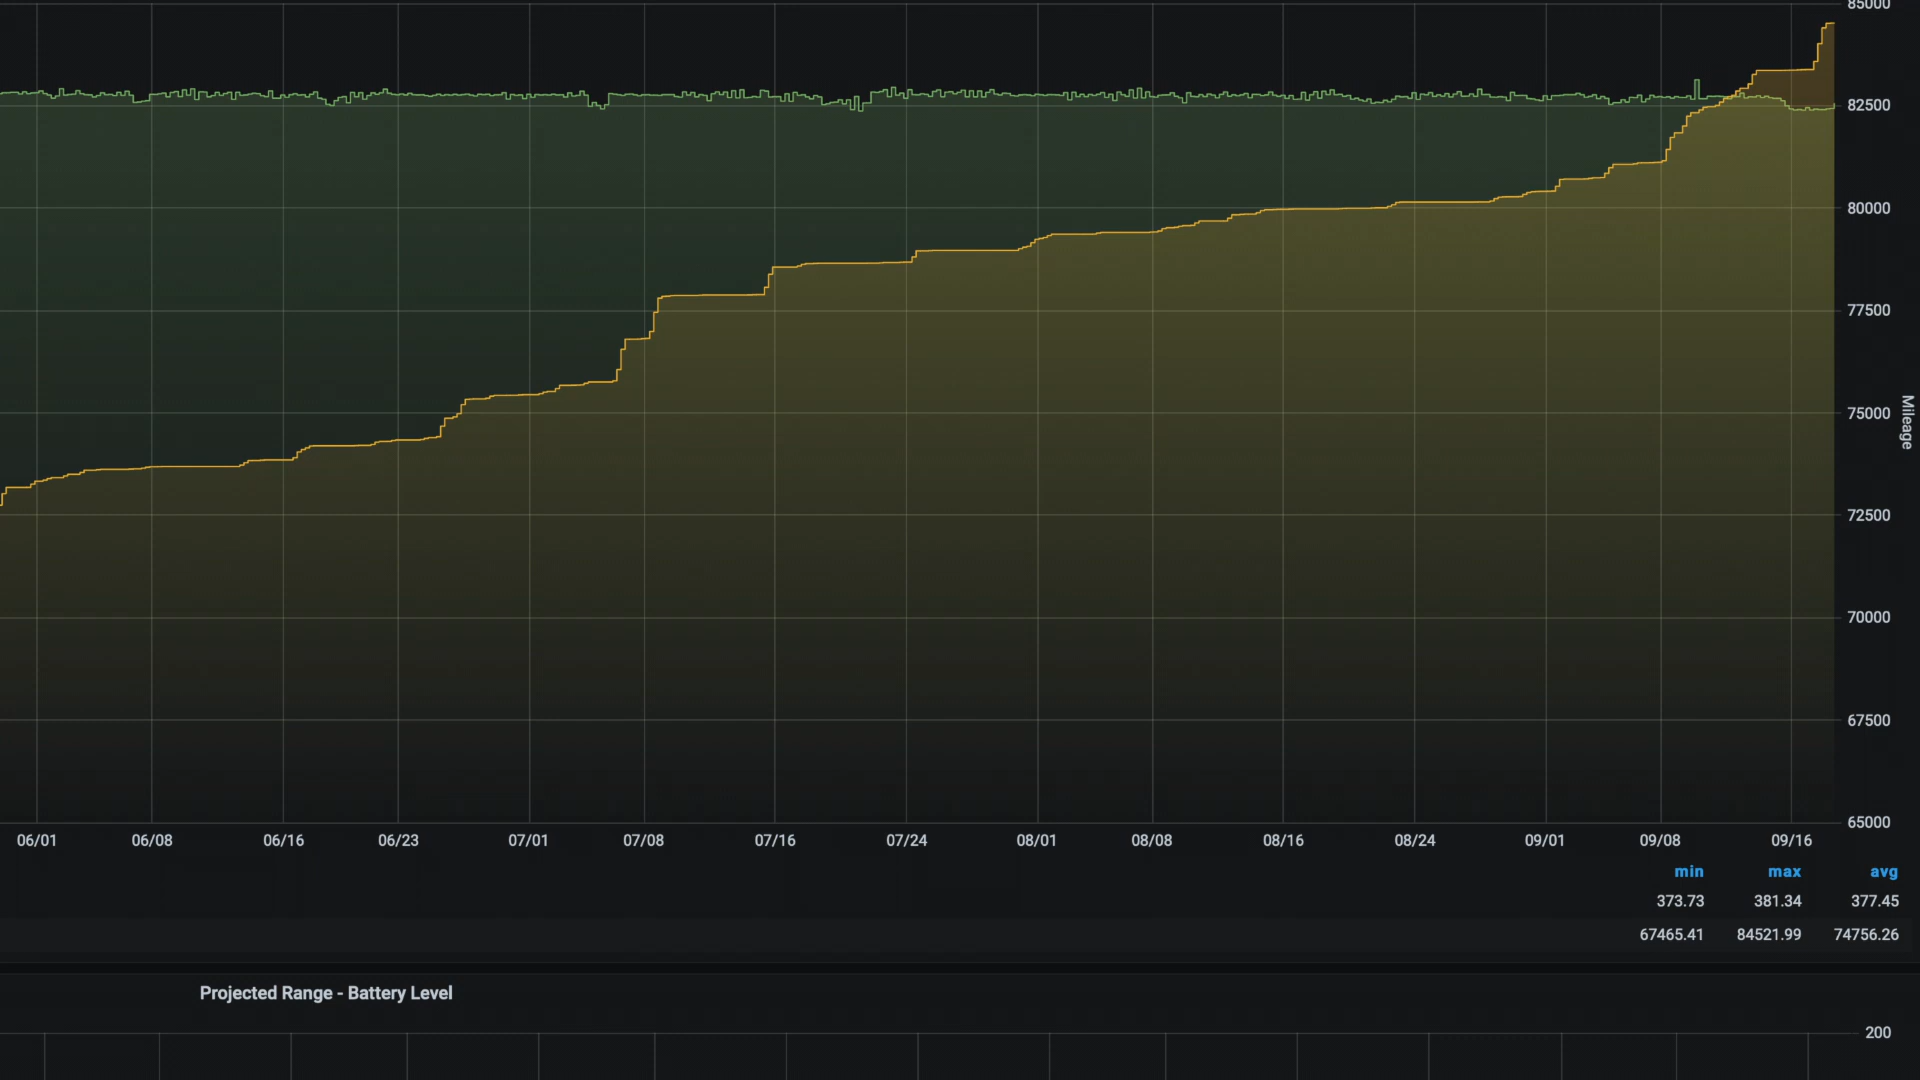 85000
82500
80000
77500
75000
Mileage
72500
70000
67500
65000
06/01 06/08 06/16 06/23 07/01 07/08 07/16 07/24 08/01 08/08 08/16 08/24 09/01 09/08 09/16
min max avg
373.73 381.34 377.45
67465.41 84521.99 74756.26
Projected Range - Battery Level
200